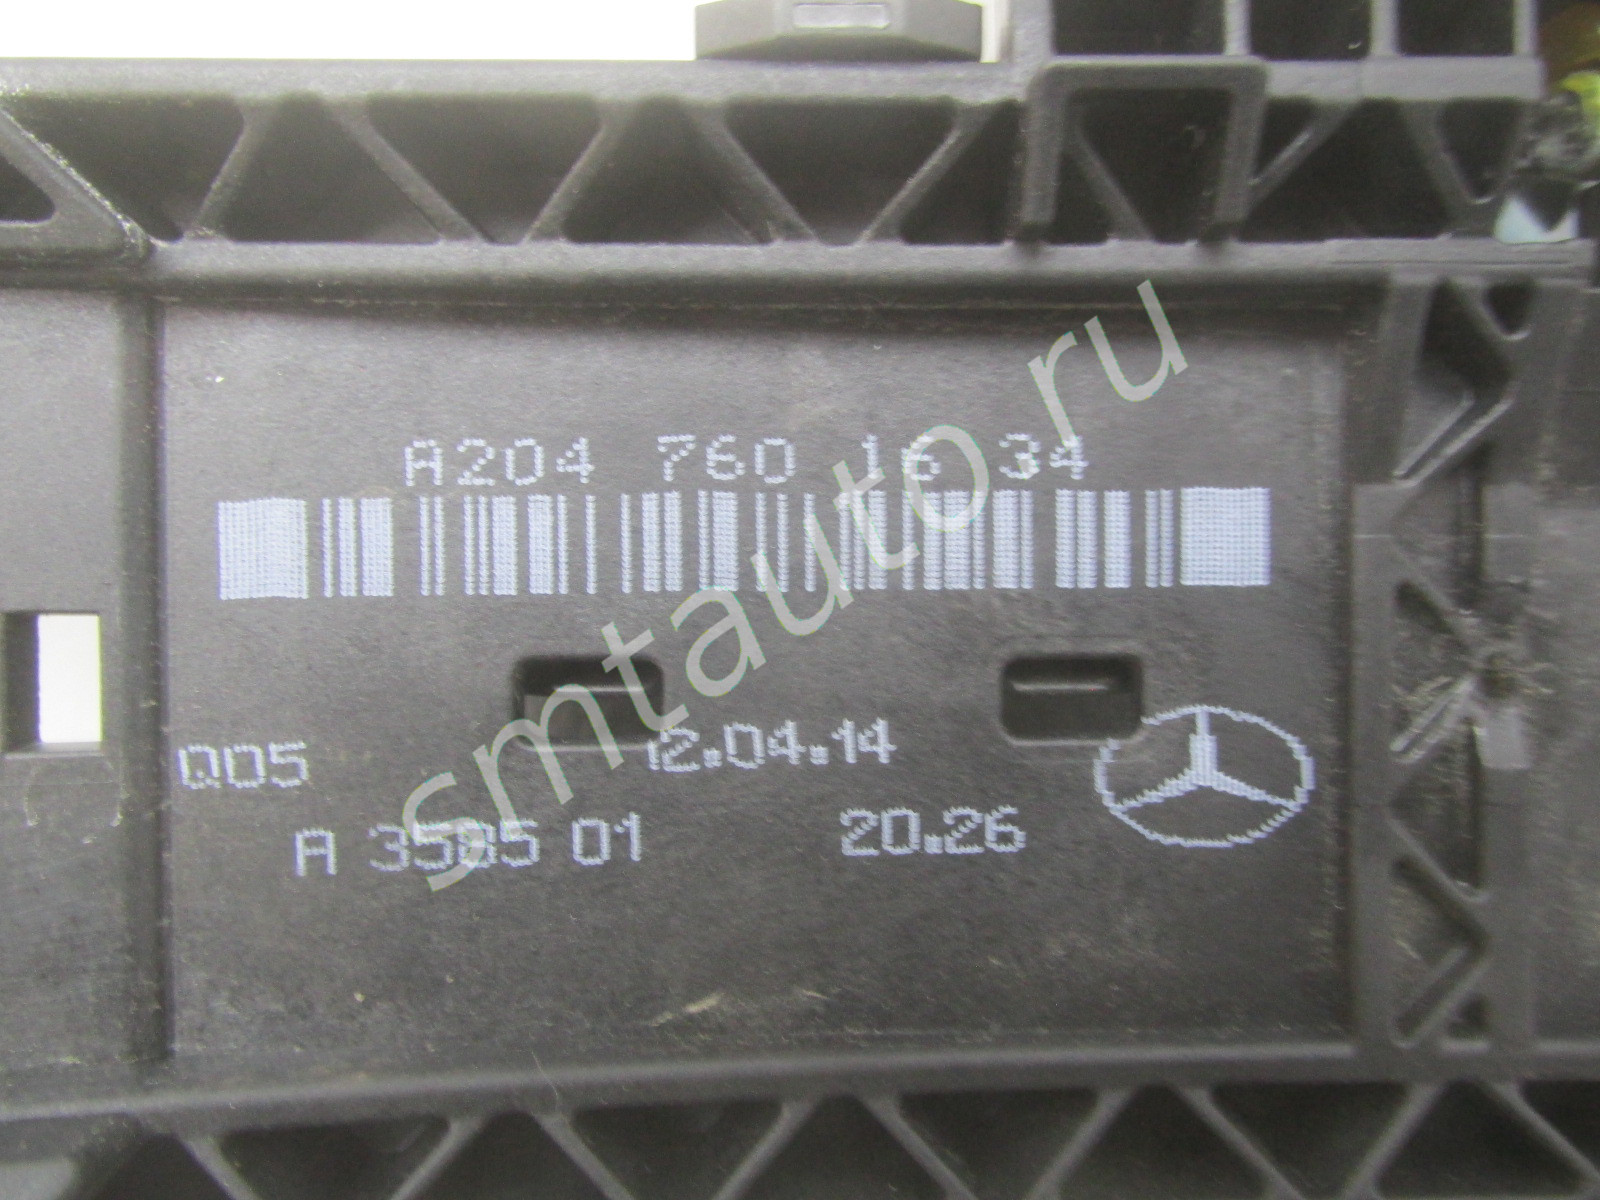 A204 760 16 34
Q05 12.04.14
A 3585 01 20.26
smtauto.ru